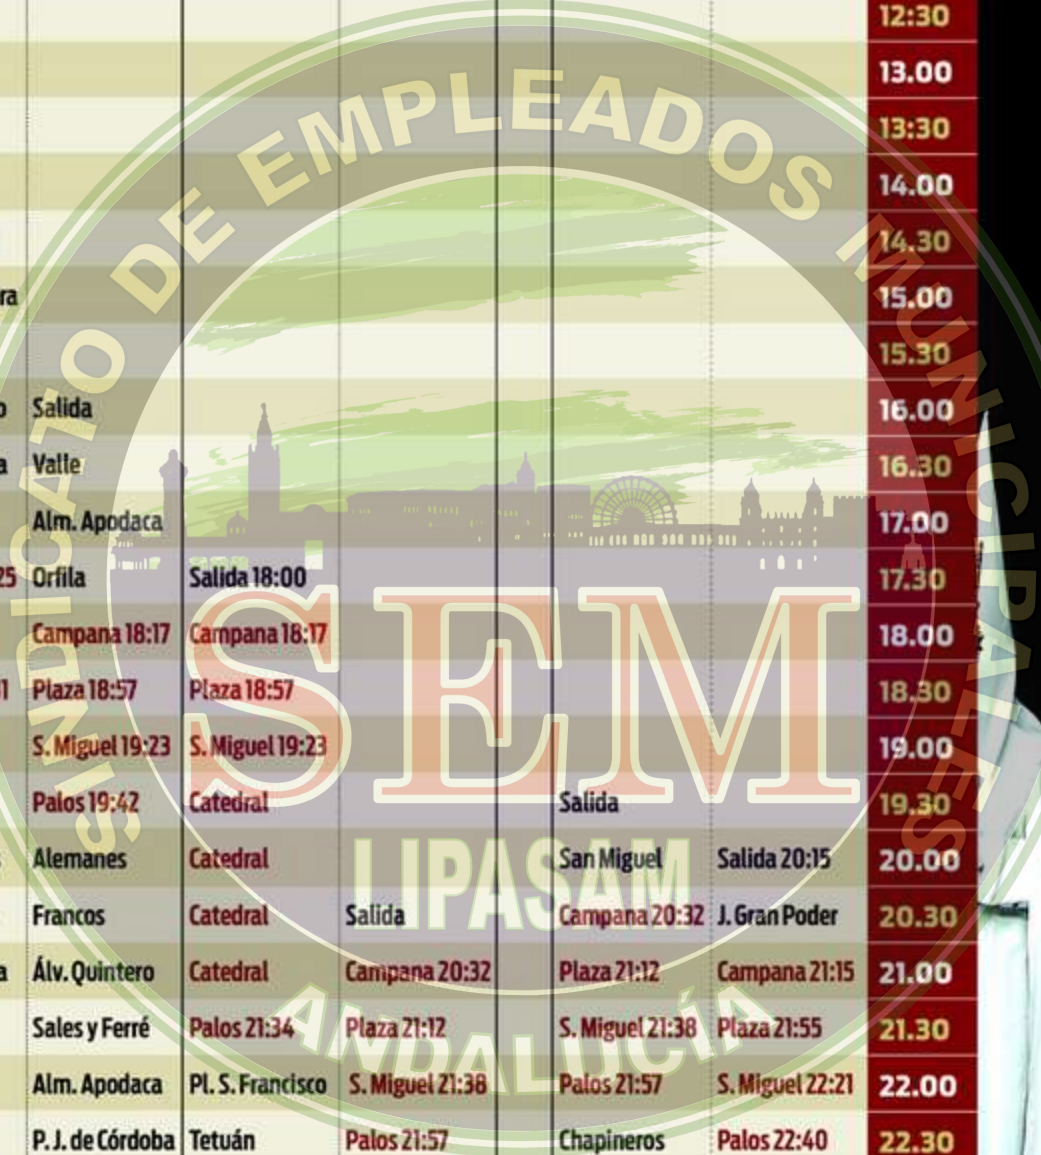 12:30
13.00
13:30
14.00
14.30
ra 15.00
15.30
Salida 16.00
a Valle 16.30
Alm. Apodaca 17.00
25 Orfila Salida 18:00 17.30
Campana 18:17 Campana 18:17 18.00
Plaza 18:57 Plaza 18:57 18.30
S. Miguel 19:23 S. Miguel 19:23 19.00
Palos 19:42 Catedral Salida 19.30
Alemanes Catedral San Miguel Salida 20:15 20.00
Francos Catedral Salida Campana 20:32 J. Gran Poder 20.30
a Álv. Quintero Catedral Campana 20:32 Plaza 21:12 Campana 21:15 21.00
Sales y Ferré Palos 21:34 Plaza 21:12 S. Miguel 21:38 Plaza 21:55 21.30
Alm. Apodaca Pl. S. Francisco S. Miguel 21:38 Palos 21:57 S. Miguel 22:21 22.00
P. J. de Córdoba Tetuán Palos 21:57 Chapineros Palos 22:40 22.30
SINDICATO DE EMPLEADOS MUNICIPALES
SEM
LIPASAM
ANDALUCÍA